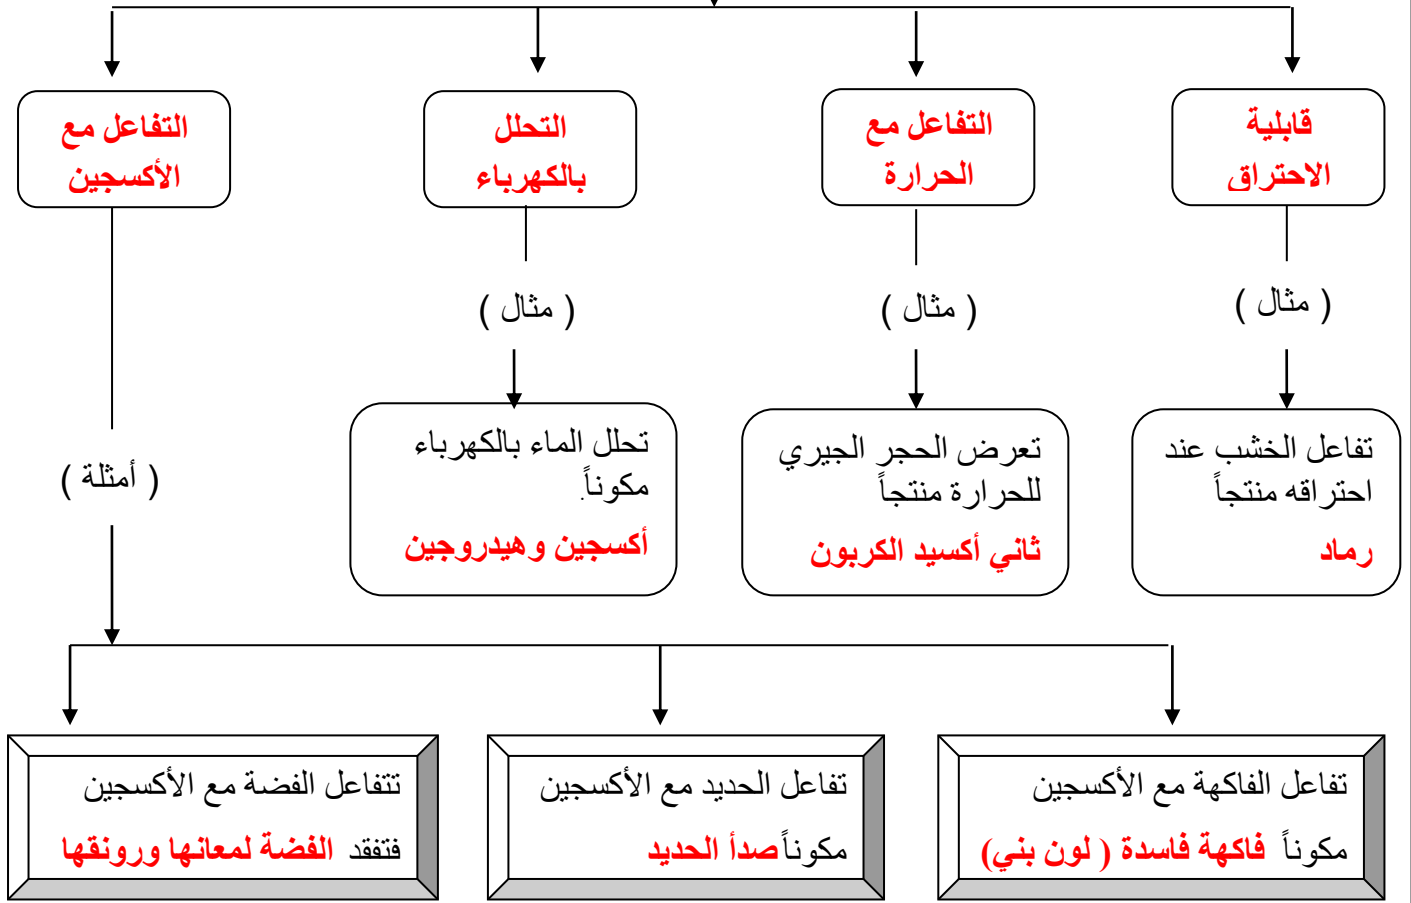 قابلية
الاحتراق
التفاعل مع
الحرارة
التحلل
بالكهرباء
التفاعل مع
الأكسجين
( مثال )
( مثال )
( مثال )
( أمثلة )
تفاعل الخشب عند
احتراقه منتجاً
رماد
تعرض الحجر الجيري
للحرارة منتجاً
ثاني أكسيد الكربون
تحلل الماء بالكهرباء
مكوناً.
أكسجين وهيدروجين
تفاعل الفاكهة مع الأكسجين
مكوناً فاكهة فاسدة ( لون بني)
تفاعل الحديد مع الأكسجين
مكوناً صدأ الحديد
تتفاعل الفضة مع الأكسجين
فتفقد الفضة لمعانها ورونقها